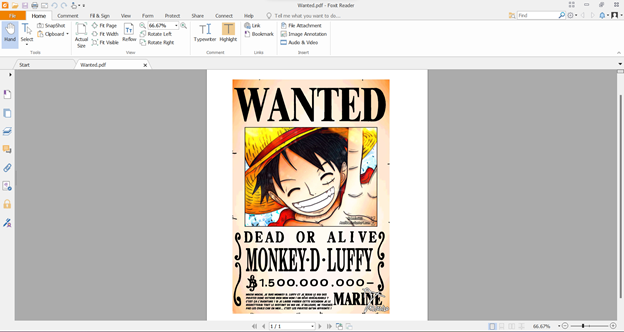 Wanted.pdf - Foxit Reader
File Home Comment Fill & Sign View Form Protect Share Connect Help Tell me what you want to do... Find
Hand
Select
SnapShot
Clipboard
Actual Size
Fit Page
Fit Width
Fit Visible
Reflow
66.67%
Rotate Left
Rotate Right
Typewriter
Highlight
Link
Bookmark
File Attachment
Image Annotation
Audio & Video
Tools View Comment Links Insert
Start Wanted.pdf
WANTED
DEAD OR ALIVE
MONKEY·D·LUFFY
1.500.000.000-
MARINE
1 / 1 66.67%